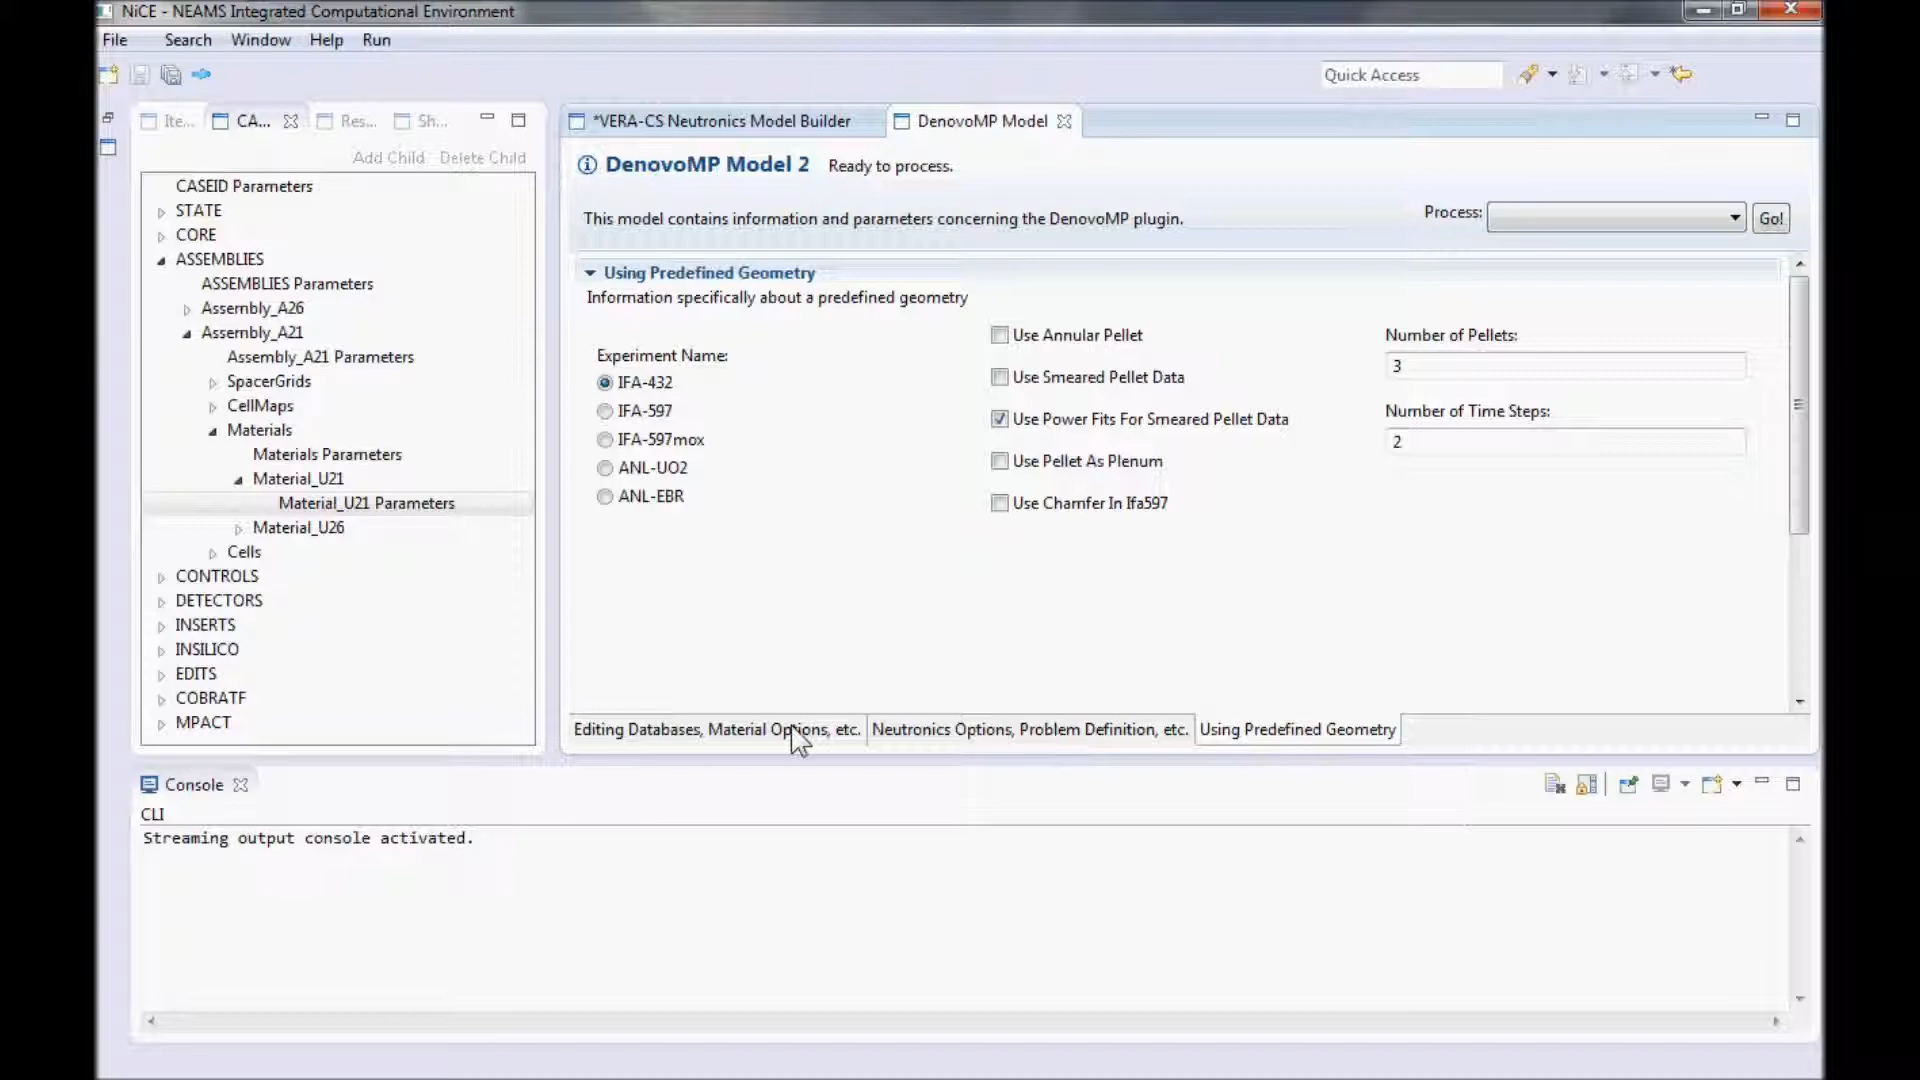 NiCE - NEAMS Integrated Computational Environment
File Search Window Help Run
Quick Access
Ite... CA... Res... Sh...
Add Child Delete Child
CASEID Parameters
STATE
CORE
ASSEMBLIES
ASSEMBLIES Parameters
Assembly_A26
Assembly_A21
Assembly_A21 Parameters
SpacerGrids
CellMaps
Materials
Materials Parameters
Material_U21
Material_U21 Parameters
Material_U26
Cells
CONTROLS
DETECTORS
INSERTS
INSILICO
EDITS
COBRATF
MPACT
*VERA-CS Neutronics Model Builder DenovoMP Model
DenovoMP Model 2 Ready to process.
This model contains information and parameters concerning the DenovoMP plugin.
Process: Go!
Using Predefined Geometry
Information specifically about a predefined geometry
Experiment Name:
IFA-432
IFA-597
IFA-597mox
ANL-UO2
ANL-EBR
Use Annular Pellet
Use Smeared Pellet Data
Use Power Fits For Smeared Pellet Data
Use Pellet As Plenum
Use Chamfer In Ifa597
Number of Pellets:
3
Number of Time Steps:
2
Editing Databases, Material Options, etc. Neutronics Options, Problem Definition, etc. Using Predefined Geometry
Console
CLI
Streaming output console activated.